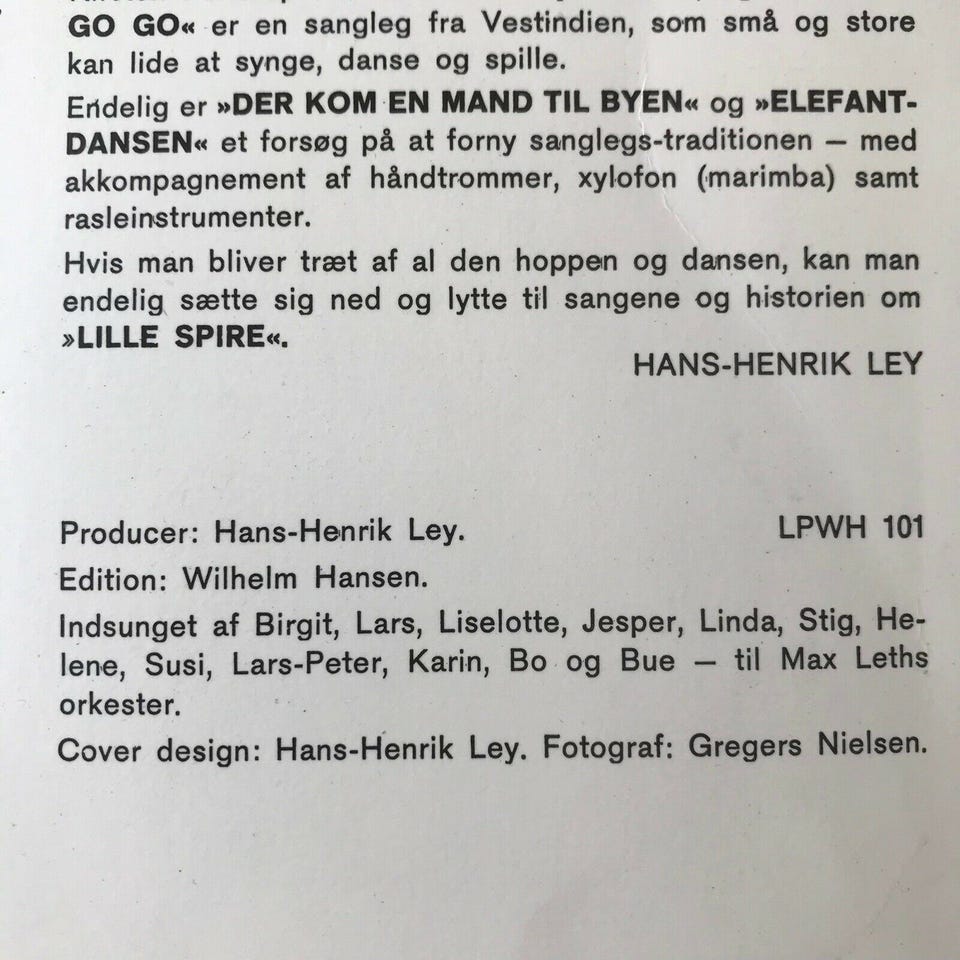 GO GO« er en sangleg fra Vestindien, som små og store
kan lide at synge, danse og spille.
Endelig er »DER KOM EN MAND TIL BYEN« og »ELEFANT-
DANSEN« et forsøg på at forny sanglegs-traditionen — med
akkompagnement af håndtrommer, xylofon (marimba) samt
rasleinstrumenter.
Hvis man bliver træt af al den hoppen og dansen, kan man
endelig sætte sig ned og lytte til sangene og historien om
»LILLE SPIRE«.
HANS-HENRIK LEY
Producer: Hans-Henrik Ley. LPWH 101
Edition: Wilhelm Hansen.
Indsunget af Birgit, Lars, Liselotte, Jesper, Linda, Stig, He-
lene, Susi, Lars-Peter, Karin, Bo og Bue — til Max Leths
orkester.
Cover design: Hans-Henrik Ley. Fotograf: Gregers Nielsen.